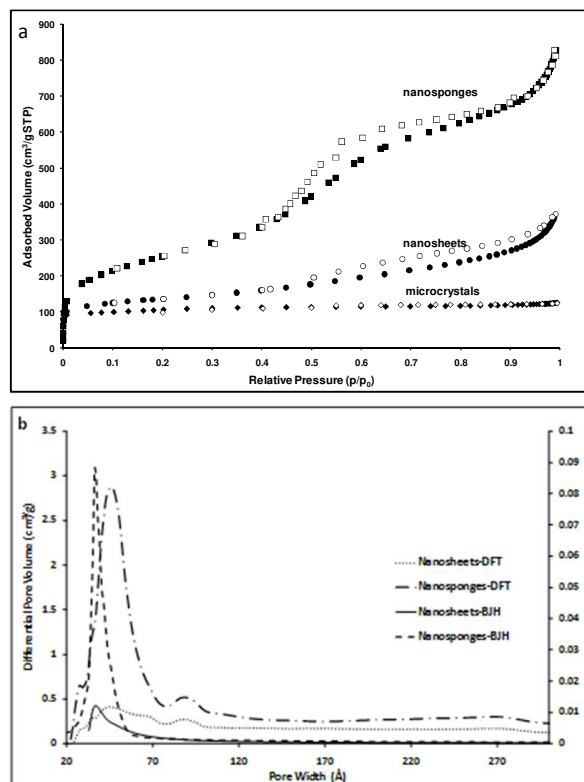 a
Adsorbed Volume (cm³/gSTP)
900
800
700
600
500
400
300
200
100
0
nanosponges
nanosheets
microcrystals
0 0.1 0.2 0.3 0.4 0.5 0.6 0.7 0.8 0.9 1
Relative Pressure (p/p₀)
b
Differential Pore Volume (cm³/g)
3.5
3
2.5
2
1.5
1
0.5
0
0.1
0.09
0.08
0.07
0.06
0.05
0.04
0.03
0.02
0.01
0
Nanosheets-DFT
Nanosponges-DFT
Nanosheets-BJH
Nanosponges-BJH
20 70 120 170 220 270
Pore Width (Å)